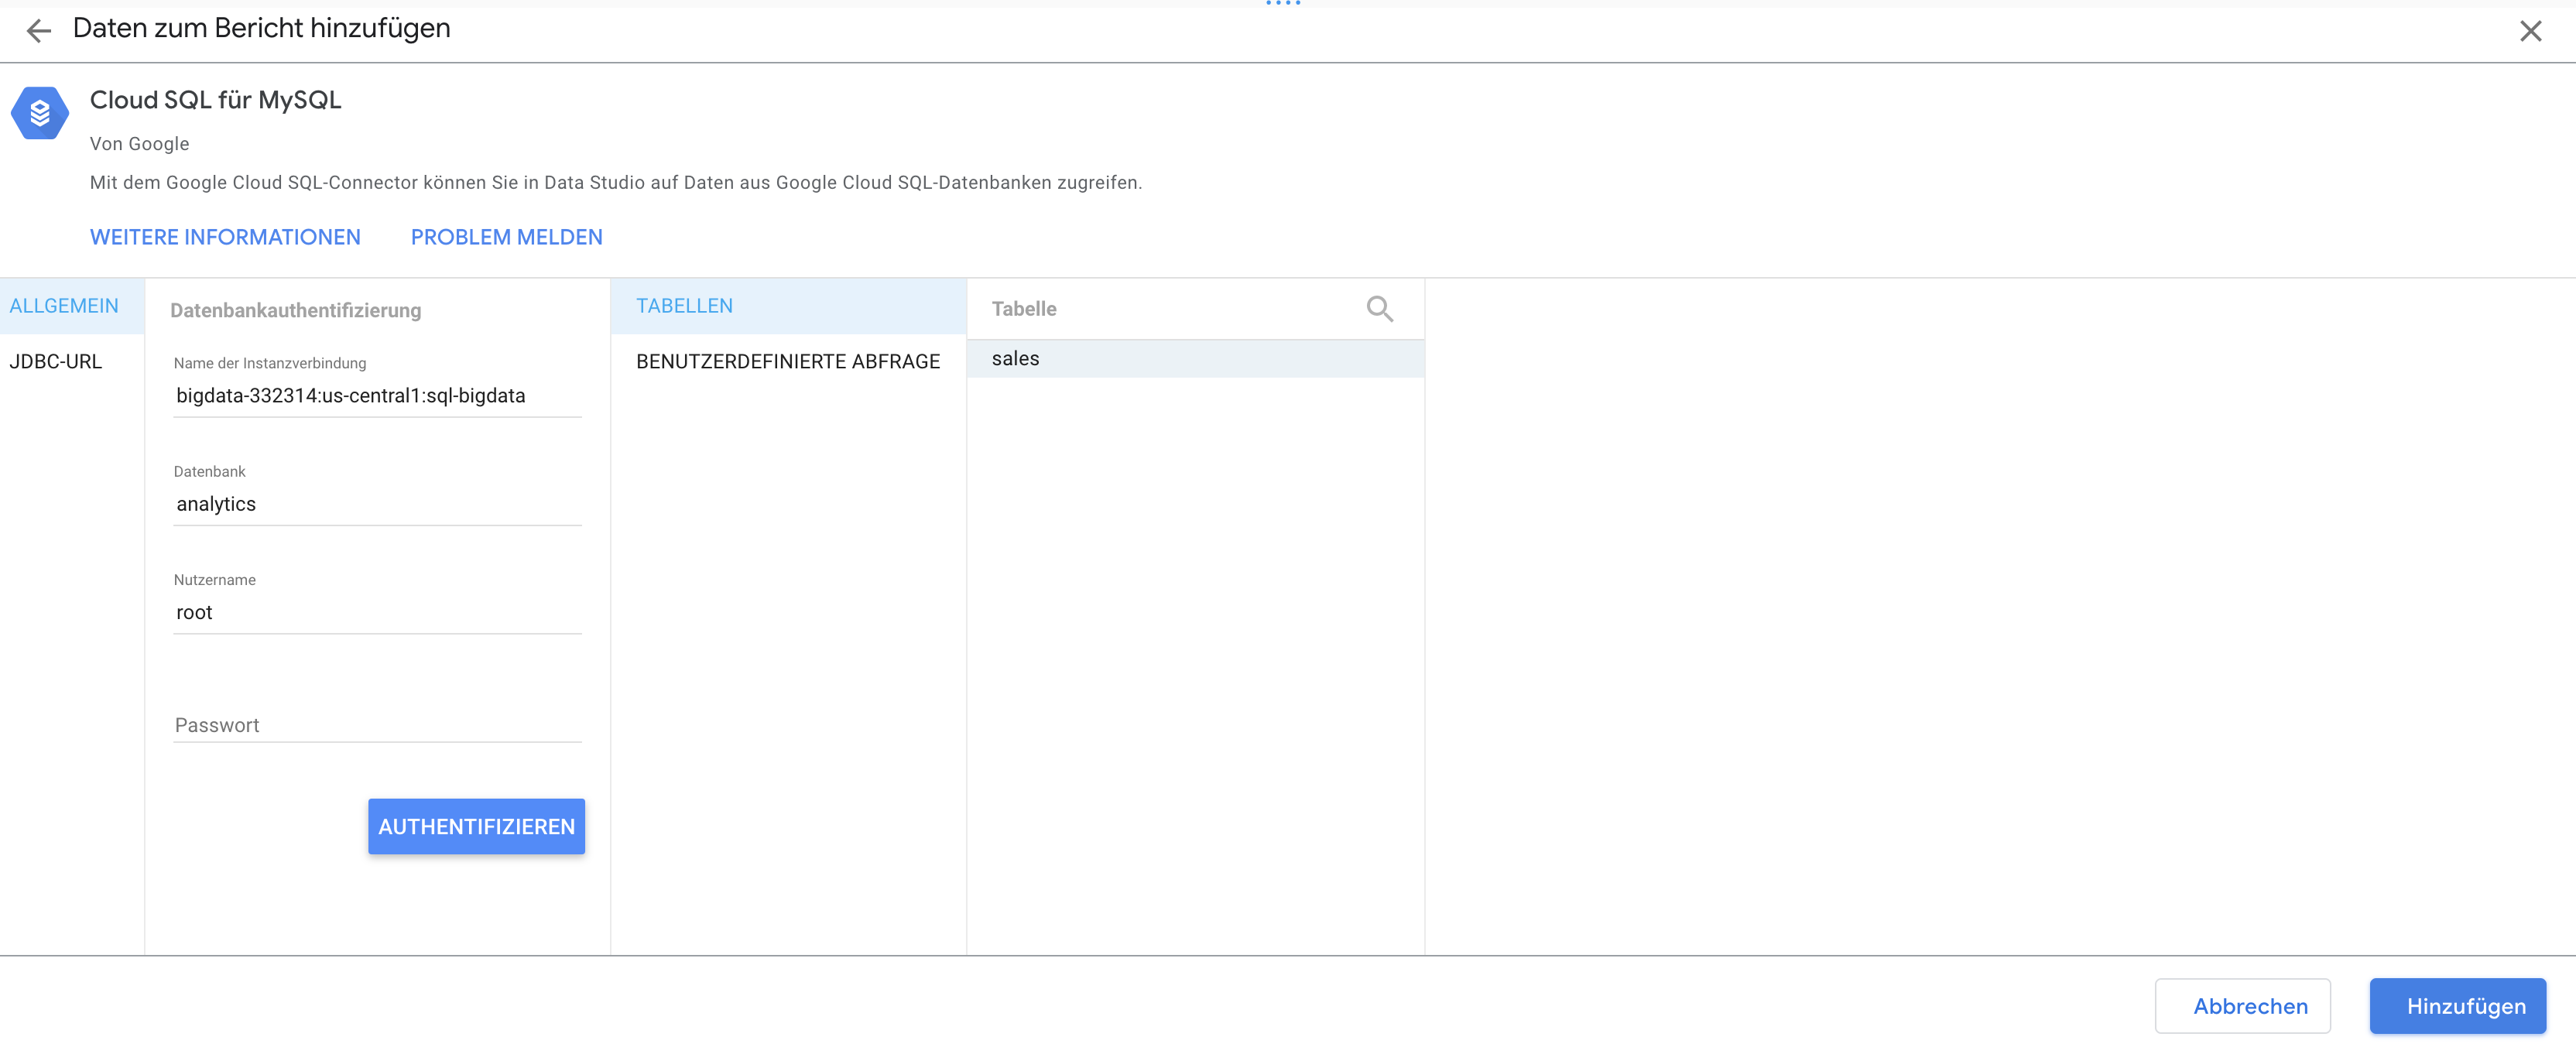 Daten zum Bericht hinzufügen
Cloud SQL für MySQL
Von Google
Mit dem Google Cloud SQL-Connector können Sie in Data Studio auf Daten aus Google Cloud SQL-Datenbanken zugreifen.
WEITERE INFORMATIONEN PROBLEM MELDEN
ALLGEMEIN
JDBC-URL
Datenbankauthentifizierung
Name der Instanzverbindung
bigdata-332314:us-central1:sql-bigdata
Datenbank
analytics
Nutzername
root
Passwort
AUTHENTIFIZIEREN
TABELLEN
BENUTZERDEFINIERTE ABFRAGE
Tabelle
sales
Abbrechen Hinzufügen